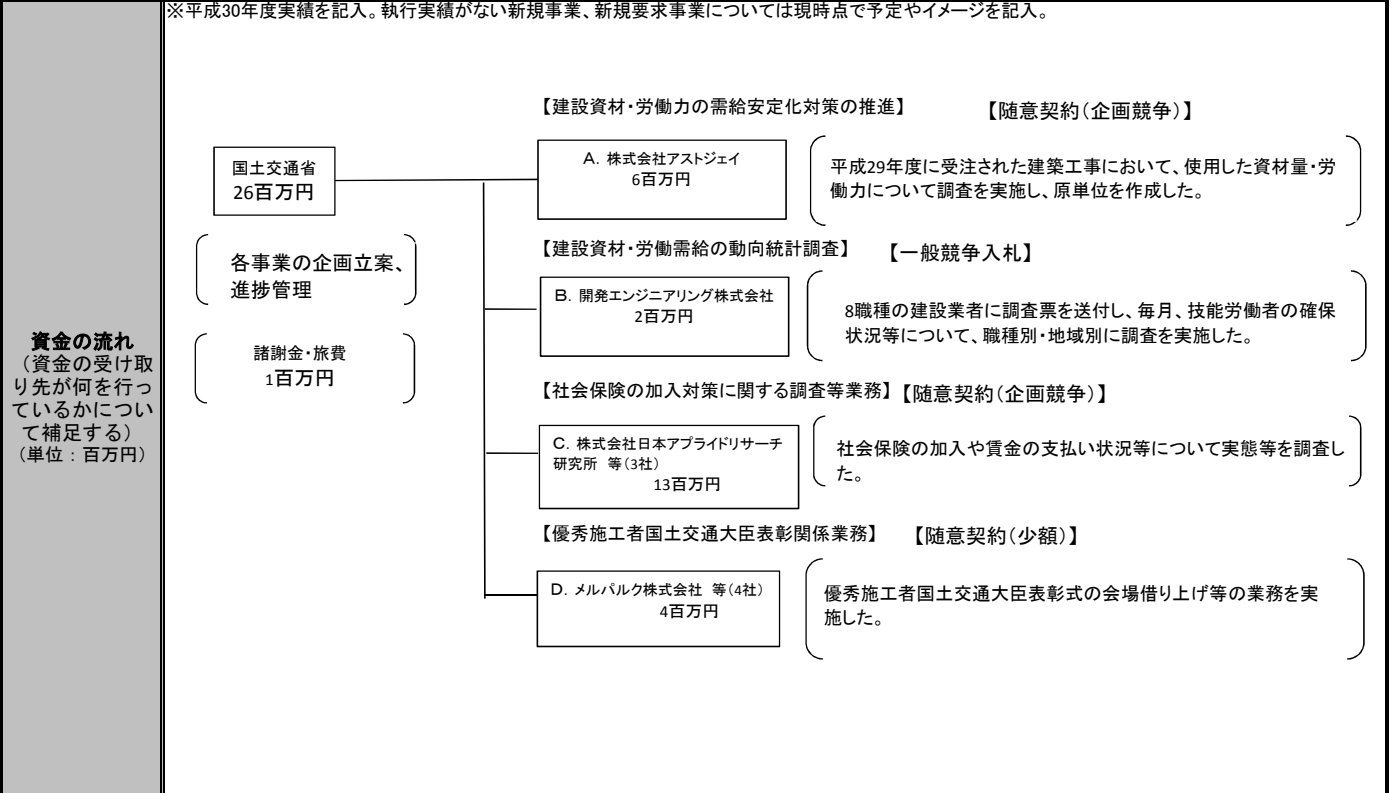 ※平成30年度実績を記入。執行実績がない新規事業、新規要求事業については現時点で予定やイメージを記入。
資金の流れ
（資金の受け取
り先が何を行っ
ているかについ
て補足する）
（単位：百万円）
国土交通省
26百万円
各事業の企画立案、
進捗管理
諸謝金・旅費
1百万円
【建設資材・労働力の需給安定化対策の推進】
【随意契約（企画競争）】
A．株式会社アストジェイ
6百万円
平成29年度に受注された建築工事において、使用した資材量・労
働力について調査を実施し、原単位を作成した。
【建設資材・労働需給の動向統計調査】
【一般競争入札】
B．開発エンジニアリング株式会社
2百万円
8職種の建設業者に調査票を送付し、毎月、技能労働者の確保
状況等について、職種別・地域別に調査を実施した。
【社会保険の加入対策に関する調査等業務】
【随意契約（企画競争）】
C．株式会社日本アプライドリサーチ
研究所 等（3社）
13百万円
社会保険の加入や賃金の支払い状況等について実態等を調査し
た。
【優秀施工者国土交通大臣表彰関係業務】
【随意契約（少額）】
D．メルパルク株式会社 等（4社）
4百万円
優秀施工者国土交通大臣表彰式の会場借り上げ等の業務を実
施した。